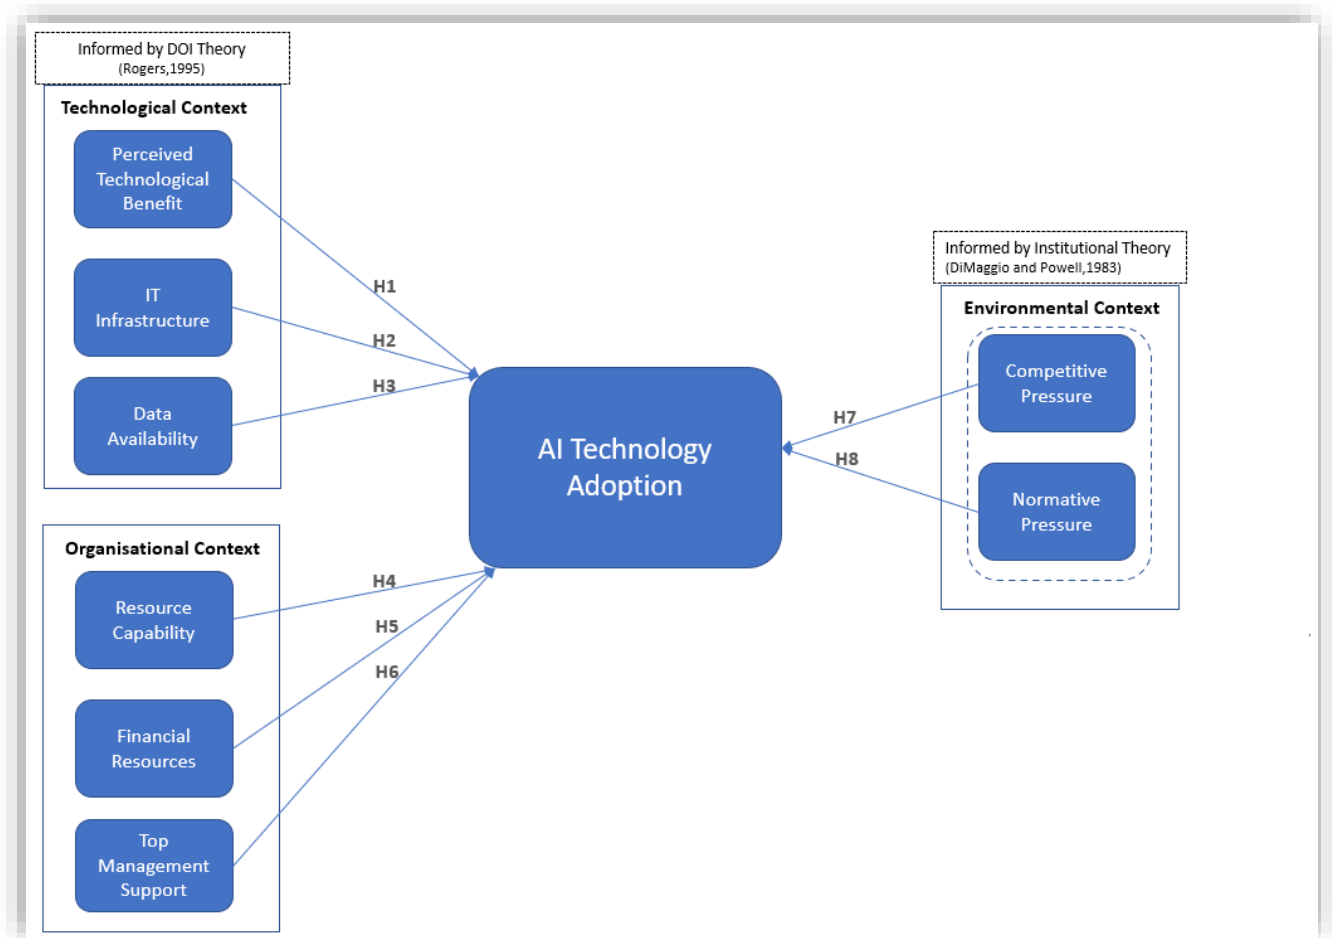 Informed by DOI Theory
(Rogers,1995)
Technological Context
Perceived
Technological
Benefit
IT
Infrastructure
Data
Availability
H1
H2
H3
Organisational Context
Resource
Capability
Financial
Resources
Top
Management
Support
H4
H5
H6
AI Technology
Adoption
H7
H8
Informed by Institutional Theory
(DiMaggio and Powell,1983)
Environmental Context
Competitive
Pressure
Normative
Pressure